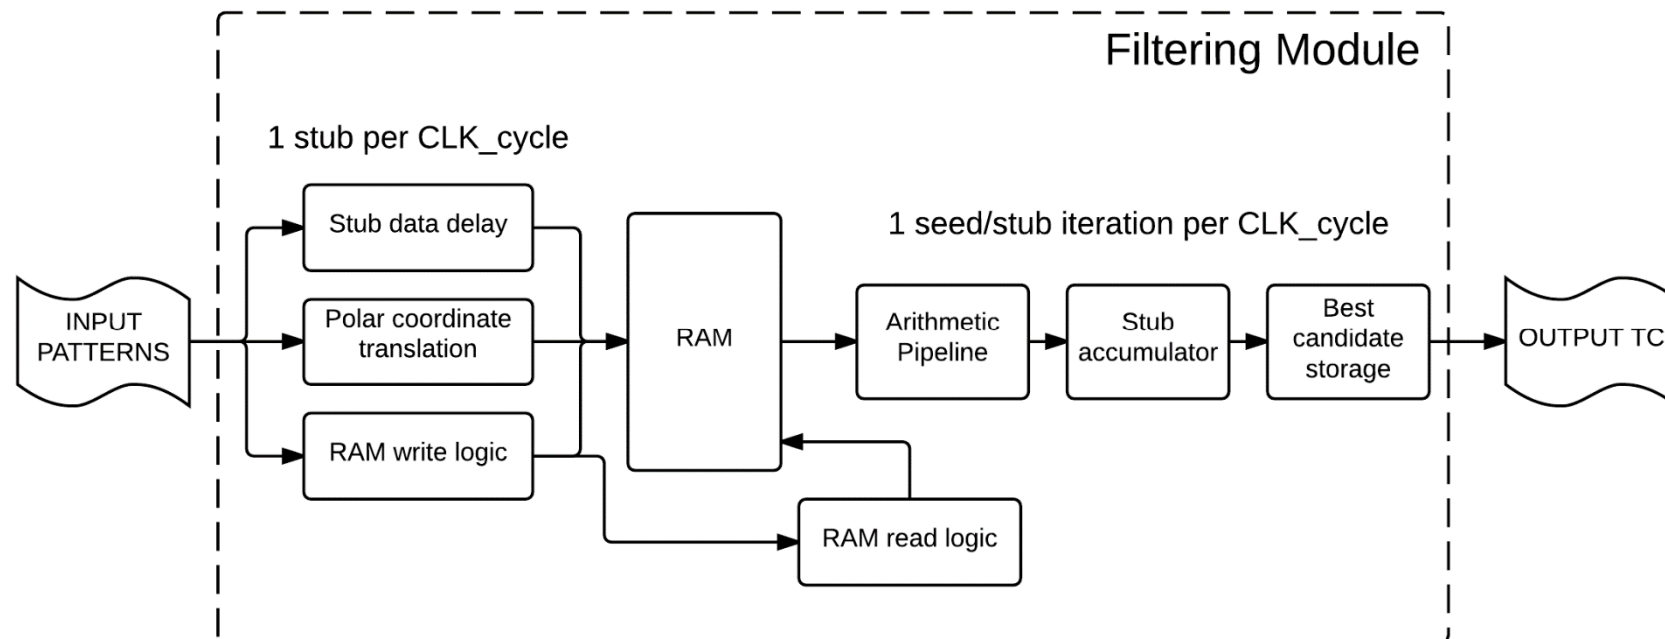 Filtering Module
1 stub per CLK_cycle
Stub data delay
1 seed/stub iteration per CLK_cycle
INPUT
PATTERNS
Polar coordinate
translation
RAM
Arithmetic
Pipeline
Stub
accumulator
Best
candidate
storage
OUTPUT TC
RAM write logic
RAM read logic